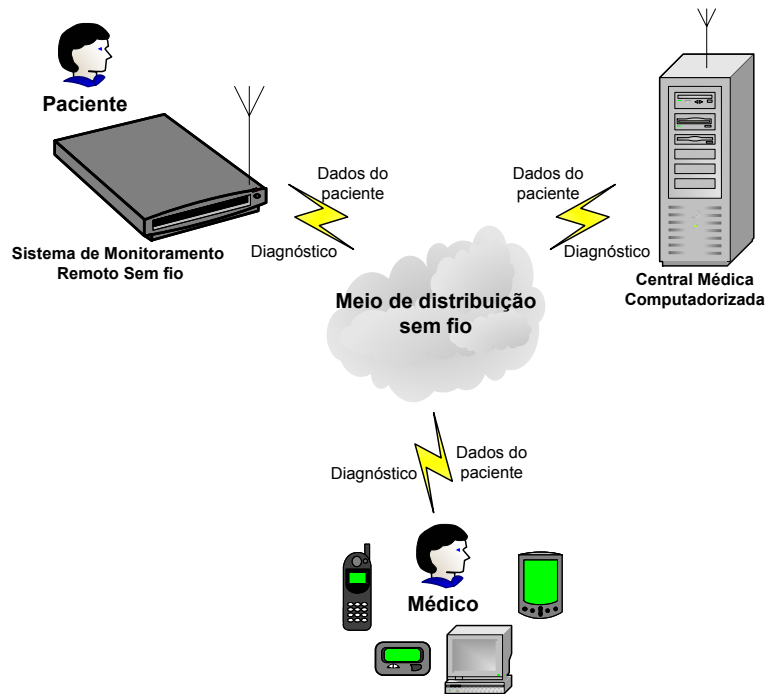 Paciente
Sistema de Monitoramento
Remoto Sem fio
Dados do
paciente
Diagnóstico
Dados do
paciente
Diagnóstico
Central Médica
Computadorizada
Meio de distribuição
sem fio
Diagnóstico
Dados do
paciente
Médico